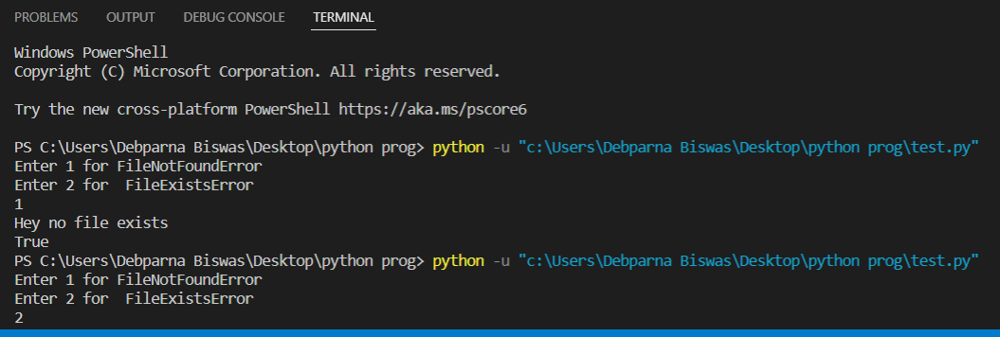 PROBLEMS OUTPUT DEBUG CONSOLE TERMINAL
Windows PowerShell
Copyright (C) Microsoft Corporation. All rights reserved.
Try the new cross-platform PowerShell https://aka.ms/pscore6
PS C:\Users\Debparna Biswas\Desktop\python prog> python -u "c:\Users\Debparna Biswas\Desktop\python prog\test.py"
Enter 1 for FileNotFoundError
Enter 2 for  FileExistsError
1
Hey no file exists
True
PS C:\Users\Debparna Biswas\Desktop\python prog> python -u "c:\Users\Debparna Biswas\Desktop\python prog\test.py"
Enter 1 for FileNotFoundError
Enter 2 for  FileExistsError
2